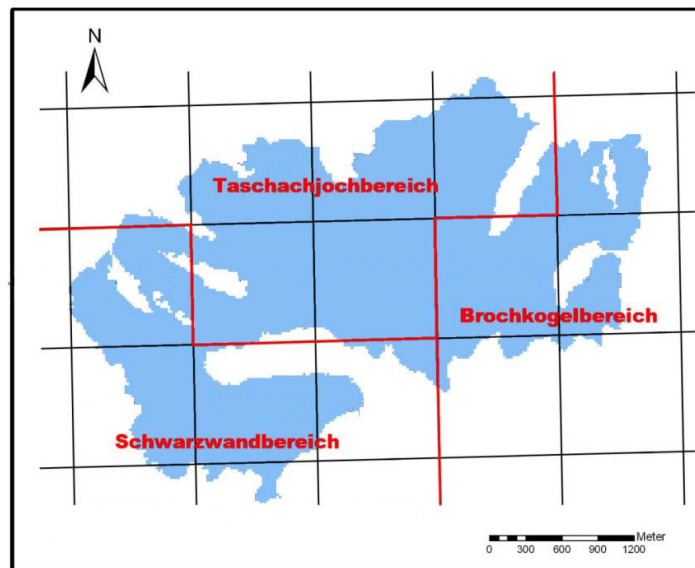 N
Taschachjochbereich
Brochkogelbereich
Schwarzwandbereich
Meter
0 300 600 900 1200